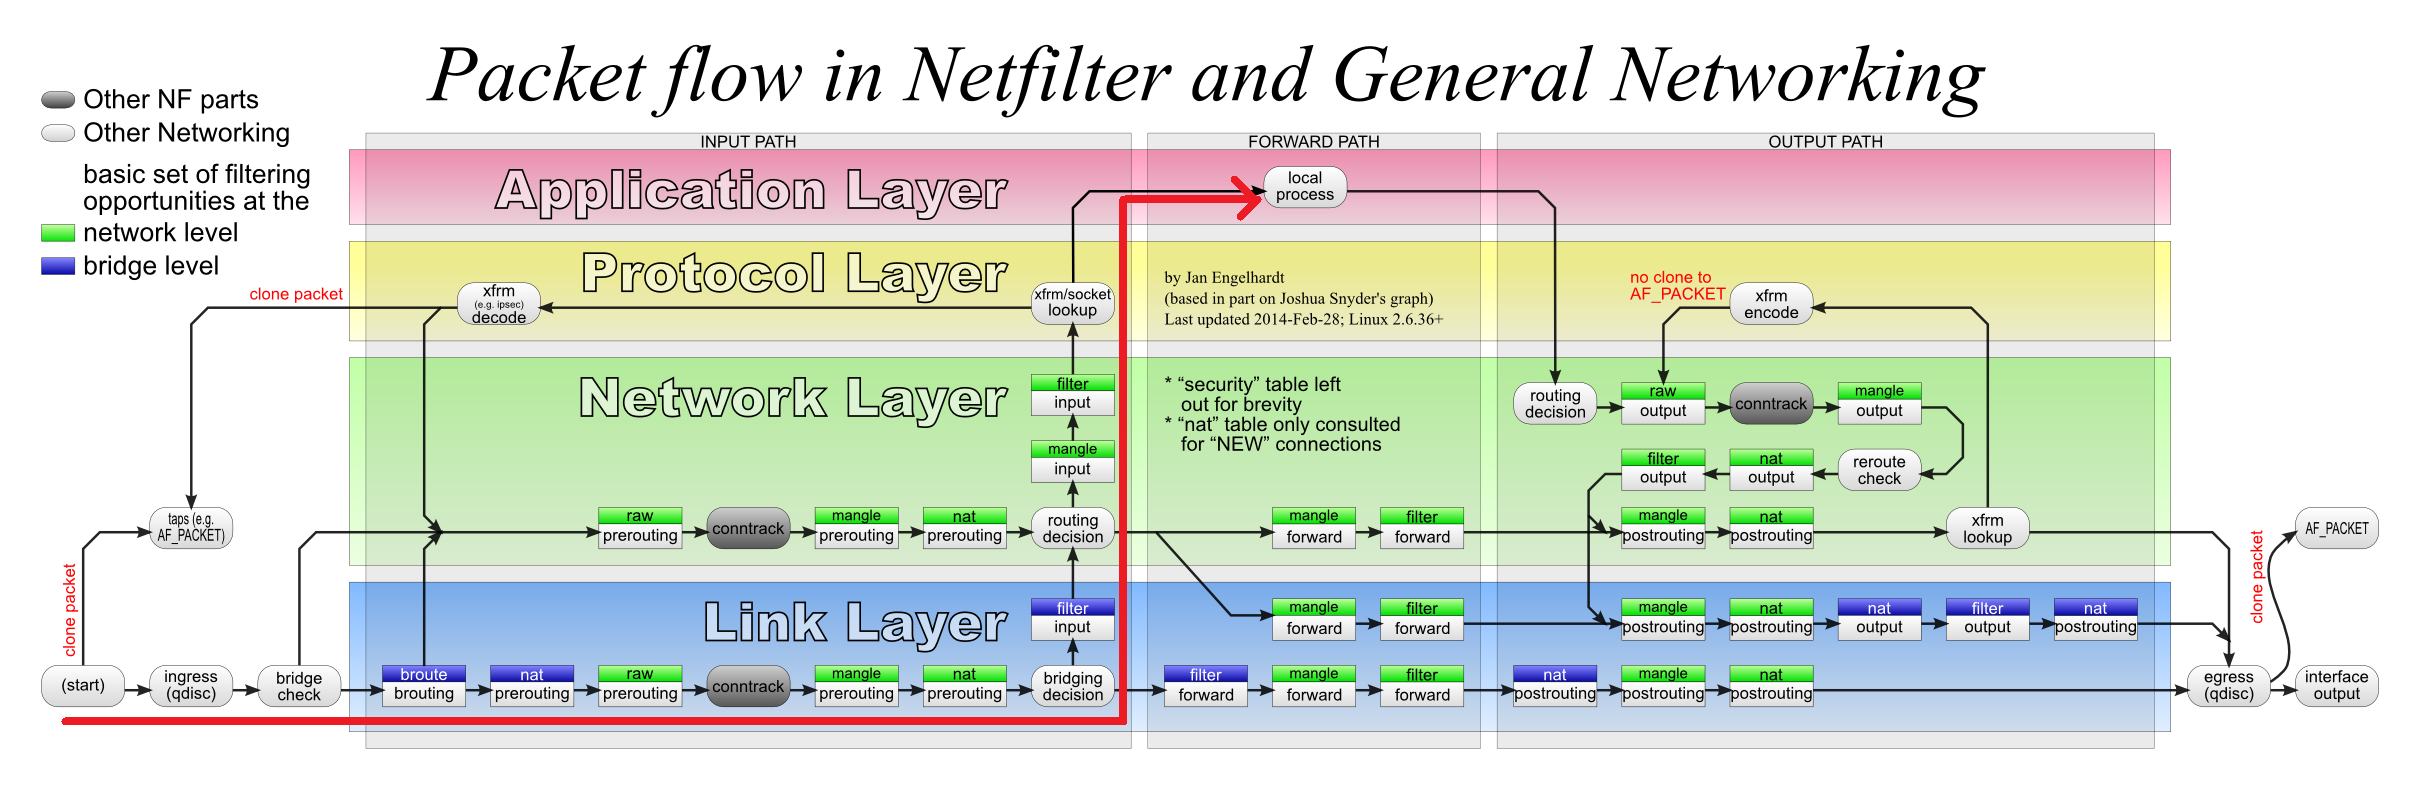 Packet flow in Netfilter and General Networking
Other NF parts
Other Networking
basic set of filtering
opportunities at the
network level
bridge level
INPUT PATH
FORWARD PATH
OUTPUT PATH
Application Layer
local
process
Protocol Layer
clone packet
xfrm
(e.g. ipsec)
decode
xfrm/socket
lookup
by Jan Engelhardt
(based in part on Joshua Snyder's graph)
Last updated 2014-Feb-28; Linux 2.6.36+
no clone to
AF_PACKET
xfrm
encode
Network Layer
filter
input
mangle
input
* “security” table left
out for brevity
* “nat” table only consulted
for “NEW” connections
routing
decision
raw
output
conntrack
mangle
output
filter
output
nat
output
reroute
check
taps (e.g.
AF_PACKET)
raw
prerouting
conntrack
mangle
prerouting
nat
prerouting
routing
decision
mangle
forward
filter
forward
mangle
postrouting
nat
postrouting
xfrm
lookup
AF_PACKET
clone packet
clone packet
Link Layer
filter
input
mangle
forward
filter
forward
mangle
postrouting
nat
postrouting
nat
output
filter
output
nat
postrouting
(start)
ingress
(qdisc)
bridge
check
broute
brouting
nat
prerouting
raw
prerouting
conntrack
mangle
prerouting
nat
prerouting
bridging
decision
filter
forward
mangle
forward
filter
forward
nat
postrouting
mangle
postrouting
nat
postrouting
egress
(qdisc)
interface
output